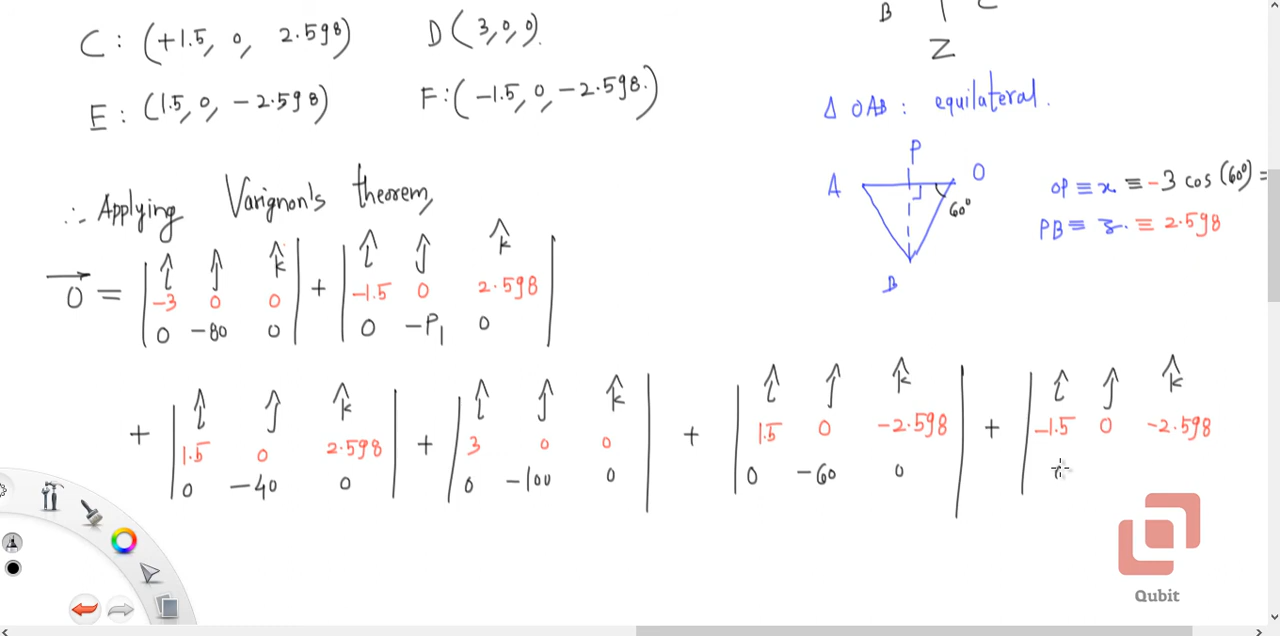 B C
Z
C : (+1.5, 0, 2.598) D (3,0,0).
E : (1.5, 0, -2.598) F : (-1.5, 0, -2.598.)
Δ OAB : equilateral.
P
A O
60°
B
OP ≡ x ≡ -3 cos (60°) =
PB ≡ z. ≡ 2.598
∴ Applying Varignon's theorem,
0 = | î ĵ k̂ | + | î ĵ k̂ |
-3 0 0 -1.5 0 2.598
0 -80 0 0 -P₁ 0
+ | î ĵ k̂ | + | î ĵ k̂ | + | î ĵ k̂ | + | î ĵ k̂
1.5 0 2.598 3 0 0 1.5 0 -2.598 -1.5 0 -2.598
0 -40 0 0 -100 0 0 -60 0
Qubit